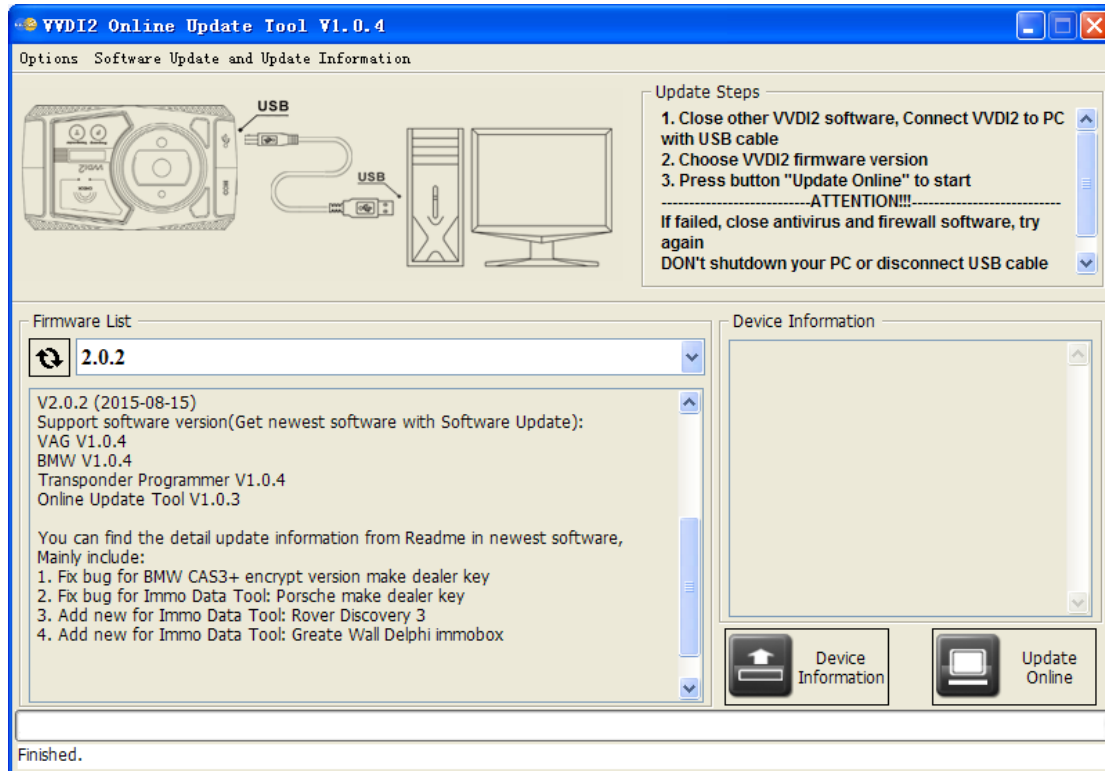 VVDI2 Online Update Tool V1.0.4
Options Software Update and Update Information
USB
USB
Update Steps
1. Close other VVDI2 software, Connect VVDI2 to PC
with USB cable
2. Choose VVDI2 firmware version
3. Press button "Update Online" to start
---------------------------ATTENTION!!!---------------------------
If failed, close antivirus and firewall software, try
again
DON't shutdown your PC or disconnect USB cable
Firmware List
2.0.2
V2.0.2 (2015-08-15)
Support software version(Get newest software with Software Update):
VAG V1.0.4
BMW V1.0.4
Transponder Programmer V1.0.4
Online Update Tool V1.0.3
You can find the detail update information from Readme in newest software,
Mainly include:
1. Fix bug for BMW CAS3+ encrypt version make dealer key
2. Fix bug for Immo Data Tool: Porsche make dealer key
3. Add new for Immo Data Tool: Rover Discovery 3
4. Add new for Immo Data Tool: Greate Wall Delphi immobox
Device Information
Device
Information
Update
Online
Finished.